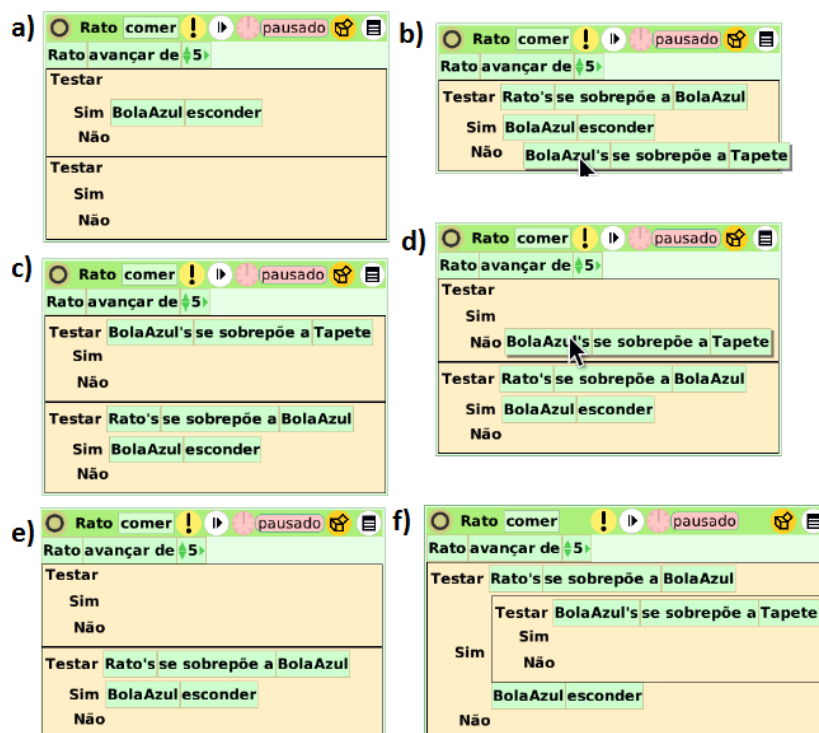 a) Rato comer ! pausado
Rato avançar de 5
Testar
Sim BolaAzul esconder
Não
Testar
Sim
Não
b) Rato comer ! pausado
Rato avançar de 5
Testar Rato's se sobrepõe a BolaAzul
Sim BolaAzul esconder
Não BolaAzul's se sobrepõe a Tapete
c) Rato comer ! pausado
Rato avançar de 5
Testar BolaAzul's se sobrepõe a Tapete
Sim
Não
Testar Rato's se sobrepõe a BolaAzul
Sim BolaAzul esconder
Não
d) Rato comer ! pausado
Rato avançar de 5
Testar
Sim
Não BolaAzul's se sobrepõe a Tapete
Testar Rato's se sobrepõe a BolaAzul
Sim BolaAzul esconder
Não
e) Rato comer ! pausado
Rato avançar de 5
Testar
Sim
Não
Testar Rato's se sobrepõe a BolaAzul
Sim BolaAzul esconder
Não
f) Rato comer ! pausado
Rato avançar de 5
Testar Rato's se sobrepõe a BolaAzul
Testar BolaAzul's se sobrepõe a Tapete
Sim
Sim
Não
BolaAzul esconder
Não